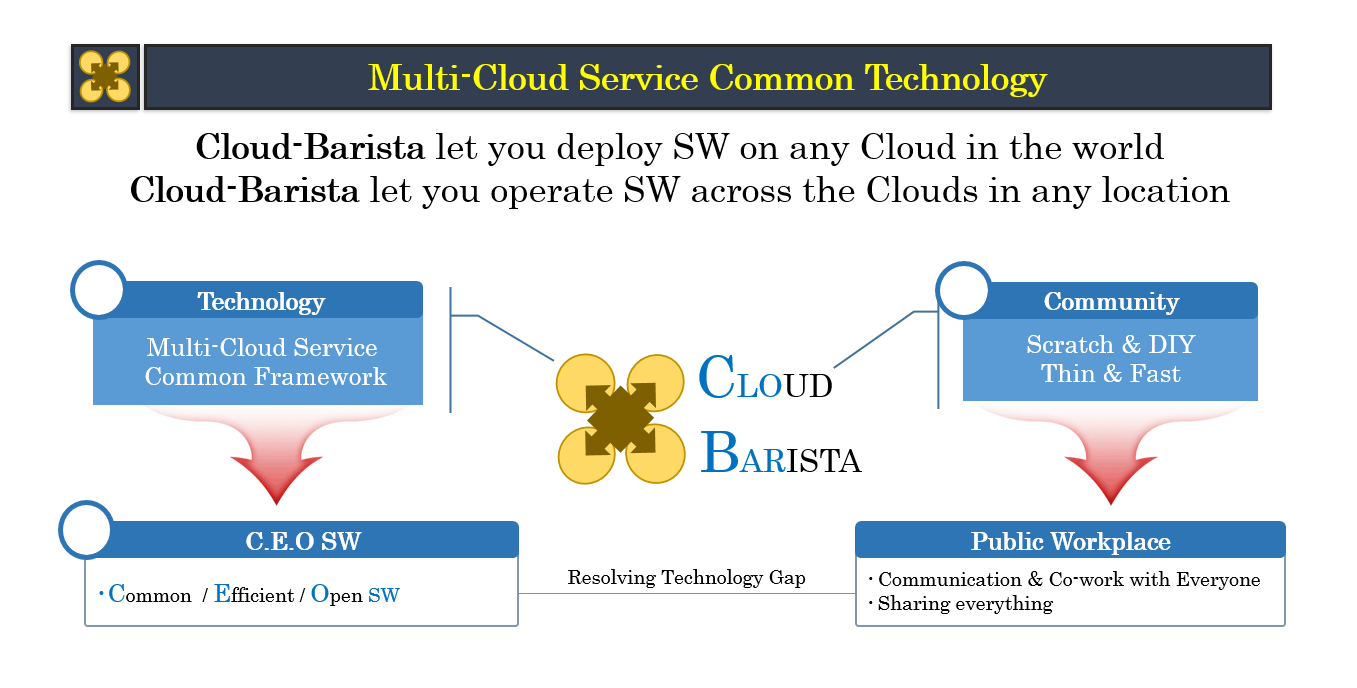 Multi-Cloud Service Common Technology
Cloud-Barista let you deploy SW on any Cloud in the world
Cloud-Barista let you operate SW across the Clouds in any location
Technology
Multi-Cloud Service
Common Framework
Community
Scratch & DIY
Thin & Fast
CLOUD
BARISTA
C.E.O SW
· Common / Efficient / Open SW
Resolving Technology Gap
Public Workplace
· Communication & Co-work with Everyone
· Sharing everything